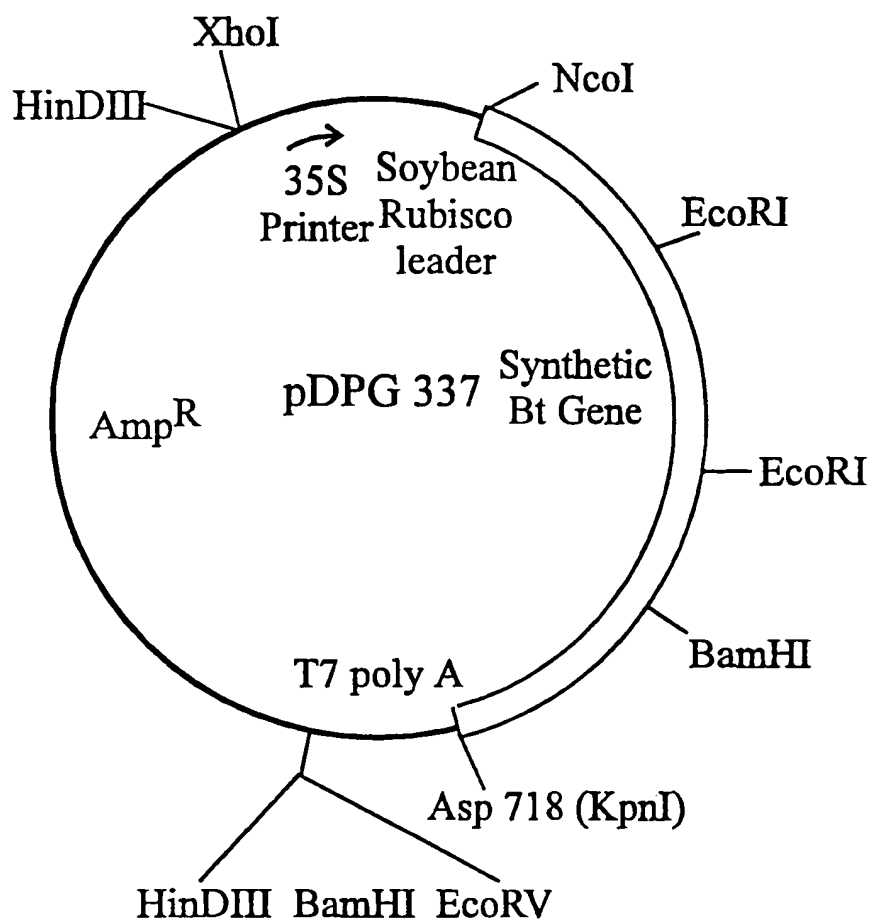 XhoI
HinDIII
NcoI
35S
Printer
Soybean
Rubisco
leader
EcoRI
pDPG 337
Synthetic
Bt Gene
Amp^R
EcoRI
BamHI
T7 poly A
Asp 718 (KpnI)
HinDIII BamHI EcoRV